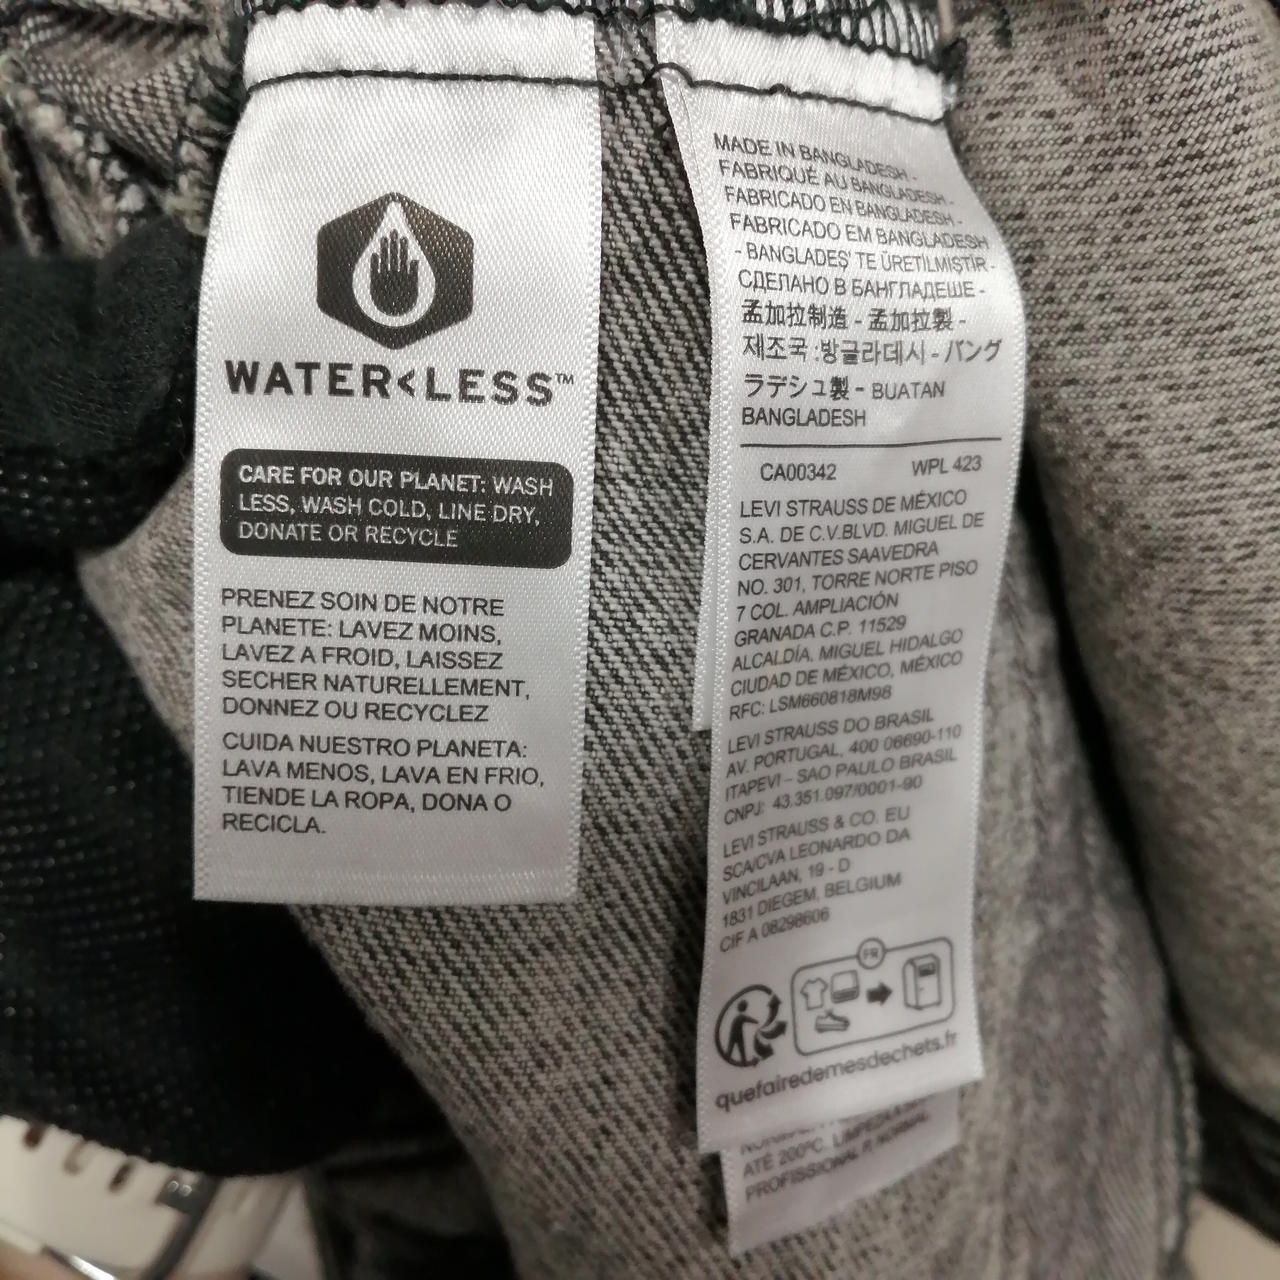 WATER<LESS™
CARE FOR OUR PLANET: WASH
LESS, WASH COLD, LINE DRY,
DONATE OR RECYCLE
PRENEZ SOIN DE NOTRE
PLANETE: LAVEZ MOINS,
LAVEZ A FROID, LAISSEZ
SECHER NATURELLEMENT,
DONNEZ OU RECYCLEZ
CUIDA NUESTRO PLANETA:
LAVA MENOS, LAVA EN FRIO,
TIENDE LA ROPA, DONA O
RECICLA.
MADE IN BANGLADESH -
FABRIQUÉ AU BANGLADESH -
FABRICADO EN BANGLADESH -
FABRICADO EM BANGLADESH
- BANGLADEŞ' TE ÜRETİLMİŞTİR -
СДЕЛАНО В БАНГЛАДЕШЕ -
孟加拉制造 - 孟加拉製 -
제조국 :방글라데시 - バング
ラデシュ製 - BUATAN
BANGLADESH
CA00342 WPL 423
LEVI STRAUSS DE MÉXICO
S.A. DE C.V.BLVD. MIGUEL DE
CERVANTES SAAVEDRA
NO. 301, TORRE NORTE PISO
7 COL. AMPLIACIÓN
GRANADA C.P. 11529
ALCALDÍA, MIGUEL HIDALGO
CIUDAD DE MÉXICO, MÉXICO
RFC: LSM660818M98
LEVI STRAUSS DO BRASIL
AV. PORTUGAL, 400 06690-110
ITAPEVI – SAO PAULO BRASIL
CNPJ: 43.351.097/0001-90
LEVI STRAUSS & CO. EU
SCA/CVA LEONARDO DA
VINCILAAN, 19 - D
1831 DIEGEM, BELGIUM
CIF A 08298606
FR
quefairedemesdechets.fr
ATÉ 200ºC. LIMPEZA A
PROFISSIONAL P, NORMAL